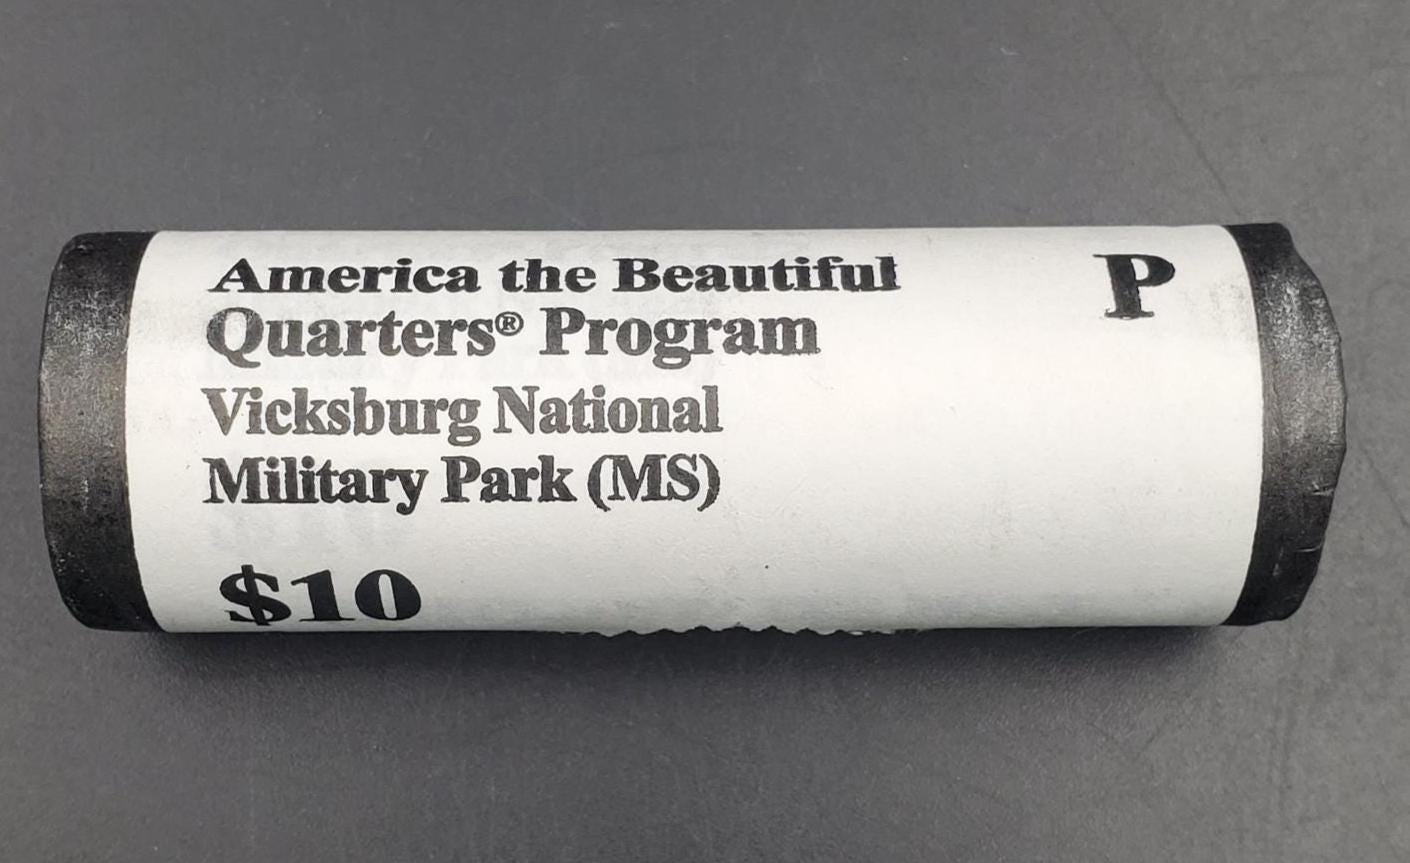 America the Beautiful
Quarters® Program
Vicksburg National
Military Park (MS)
$10
P